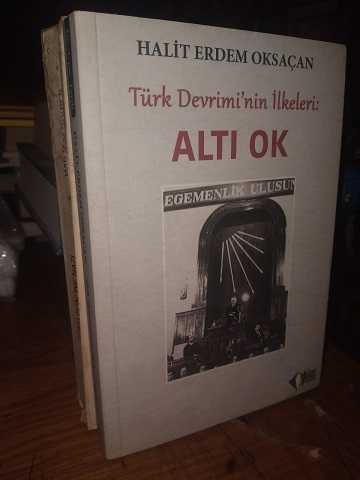 HALİT ERDEM OKSAÇAN
Türk Devrimi'nin İlkeleri:
ALTI OK
EGEMENLİK ULUSUN